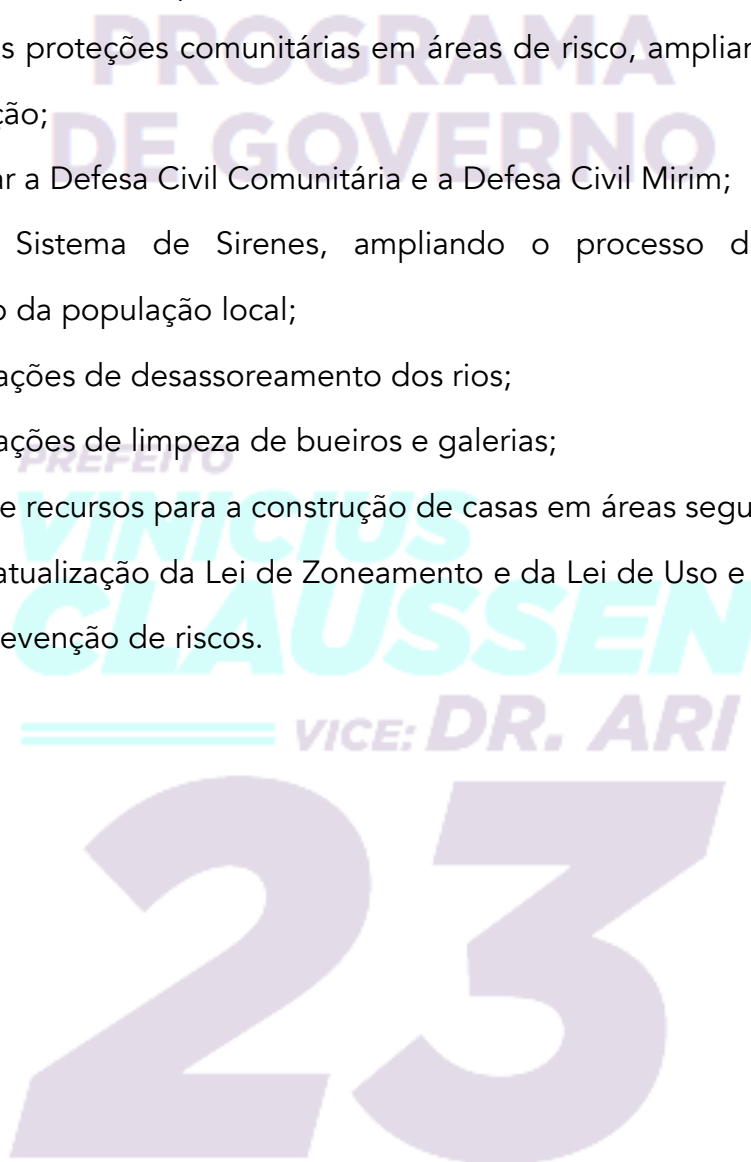 PROGRAMA
s proteções comunitárias em áreas de risco, ampliar
ção;
DE GOVERNO
ar a Defesa Civil Comunitária e a Defesa Civil Mirim;
Sistema de Sirenes, ampliando o processo d
o da população local;
ações de desassoreamento dos rios;
ações de limpeza de bueiros e galerias;
PREFEITO
e recursos para a construção de casas em áreas segu
VINICIUS
atualização da Lei de Zoneamento e da Lei de Uso e
CLAUSSEN
evenção de riscos.
VICE: DR. ARI
23